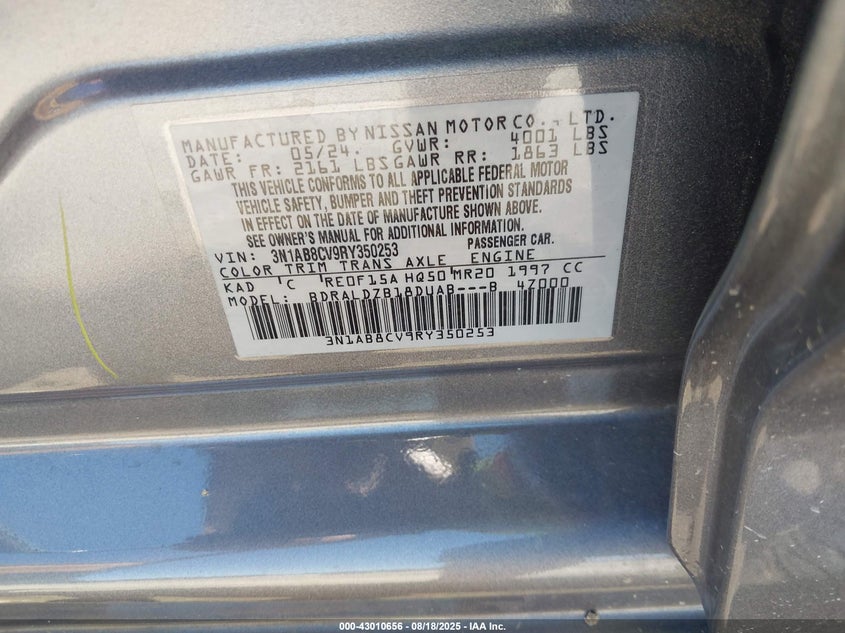 MANUFACTURED BY NISSAN MOTOR CO., LTD.
DATE: 05/24. GVWR: 4001 LBS
GAWR FR: 2161 LBS GAWR RR: 1863 LBS
THIS VEHICLE CONFORMS TO ALL APPLICABLE FEDERAL MOTOR
VEHICLE SAFETY, BUMPER AND THEFT PREVENTION STANDARDS
IN EFFECT ON THE DATE OF MANUFACTURE SHOWN ABOVE.
SEE OWNER'S MANUAL FOR ADDITIONAL INFORMATION.
VIN: 3N1AB8CV9RY350253 PASSENGER CAR.
COLOR TRIM TRANS AXLE ENGINE
KAD C RE0F15A HQ50 MR20 1997 CC
MODEL: BDRALDZB18DUAB---B 47000
3N1AB8CV9RY350253
000-43010656 - 08/18/2025 - IAA Inc.